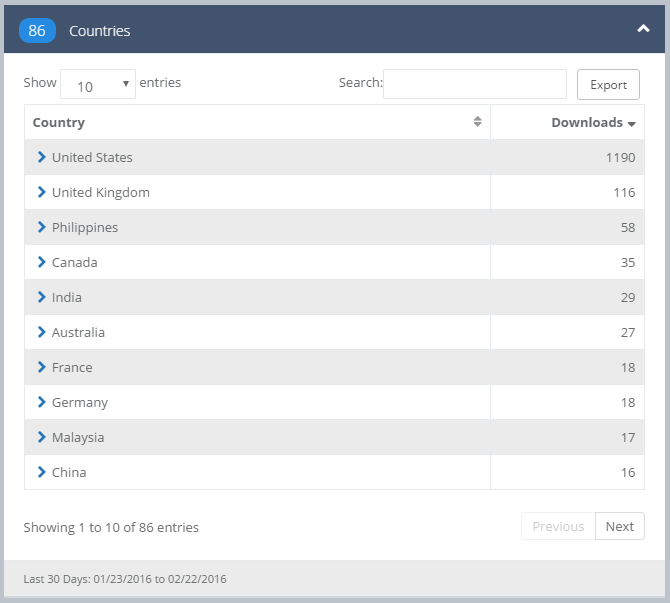 86 Countries
Show 10 entries Search: Export
Country Downloads
United States 1190
United Kingdom 116
Philippines 58
Canada 35
India 29
Australia 27
France 18
Germany 18
Malaysia 17
China 16
Showing 1 to 10 of 86 entries Previous Next
Last 30 Days: 01/23/2016 to 02/22/2016